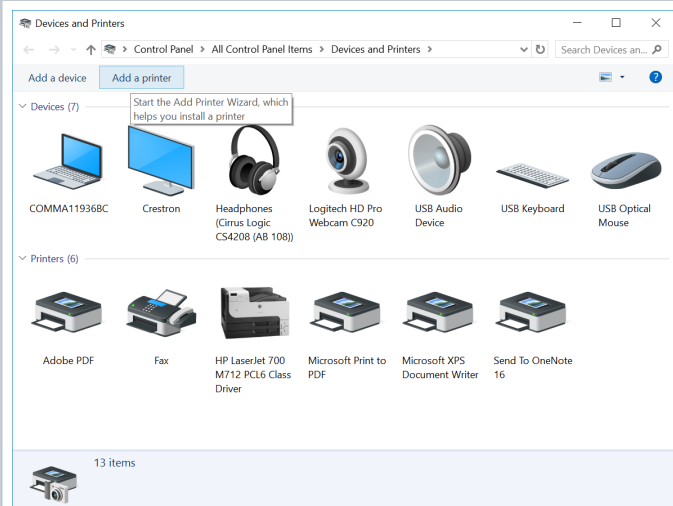 Devices and Printers
Control Panel > All Control Panel Items > Devices and Printers >
Search Devices an...
Add a device
Add a printer
Start the Add Printer Wizard, which
helps you install a printer
Devices (7)
COMMA11936BC
Crestron
Headphones
(Cirrus Logic
CS4208 (AB 108))
Logitech HD Pro
Webcam C920
USB Audio
Device
USB Keyboard
USB Optical
Mouse
Printers (6)
Adobe PDF
Fax
HP LaserJet 700
M712 PCL6 Class
Driver
Microsoft Print to
PDF
Microsoft XPS
Document Writer
Send To OneNote
16
13 items